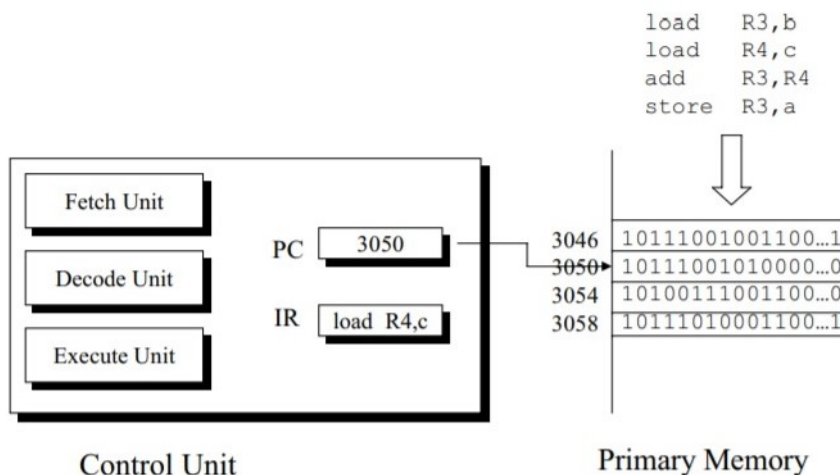 load R3,b
load R4,c
add R3,R4
store R3,a
Fetch Unit
Decode Unit
Execute Unit
PC 3050
IR load R4,c
3046 10111001001100…1
3050 10111001010000…0
3054 10100111001100…0
3058 10111010001100…1
Control Unit
Primary Memory